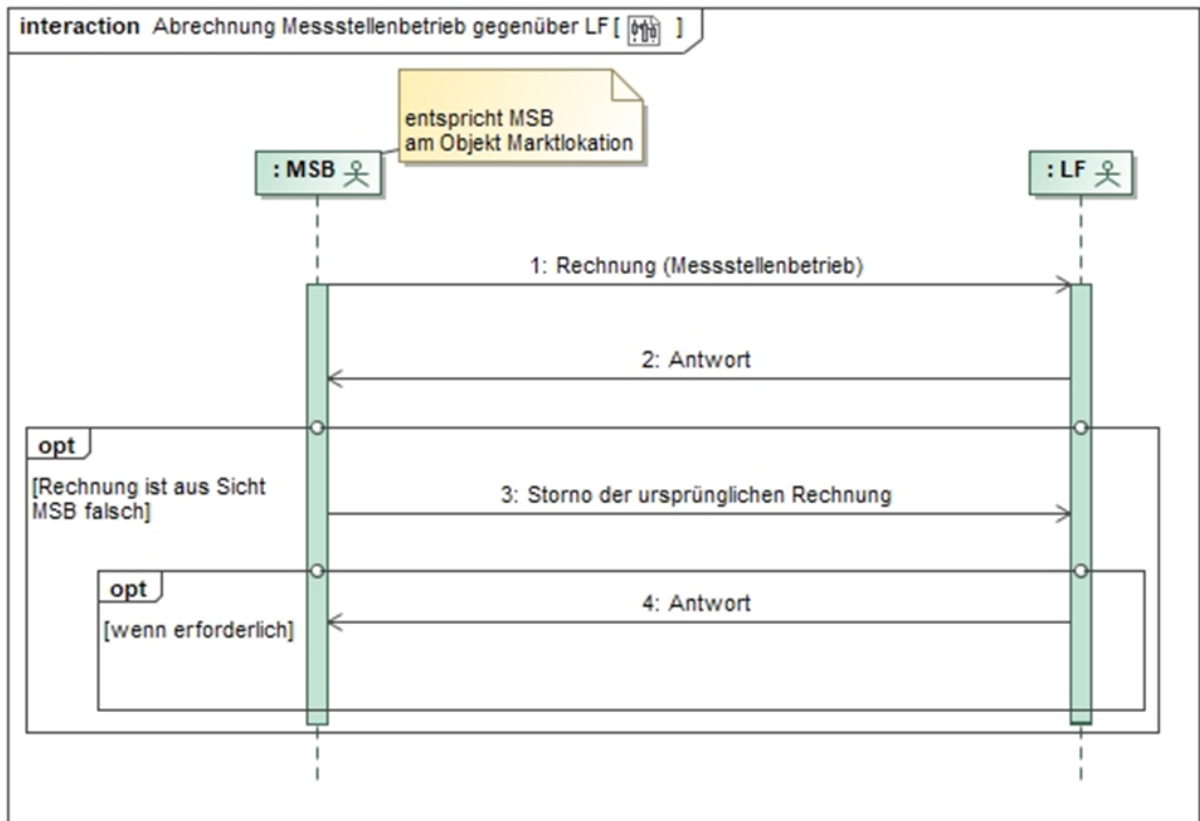 interaction Abrechnung Messstellenbetrieb gegenüber LF [ ]
entspricht MSB
am Objekt Marktlokation
: MSB
: LF
1: Rechnung (Messstellenbetrieb)
2: Antwort
opt
[Rechnung ist aus Sicht
MSB falsch]
3: Storno der ursprünglichen Rechnung
opt
[wenn erforderlich]
4: Antwort